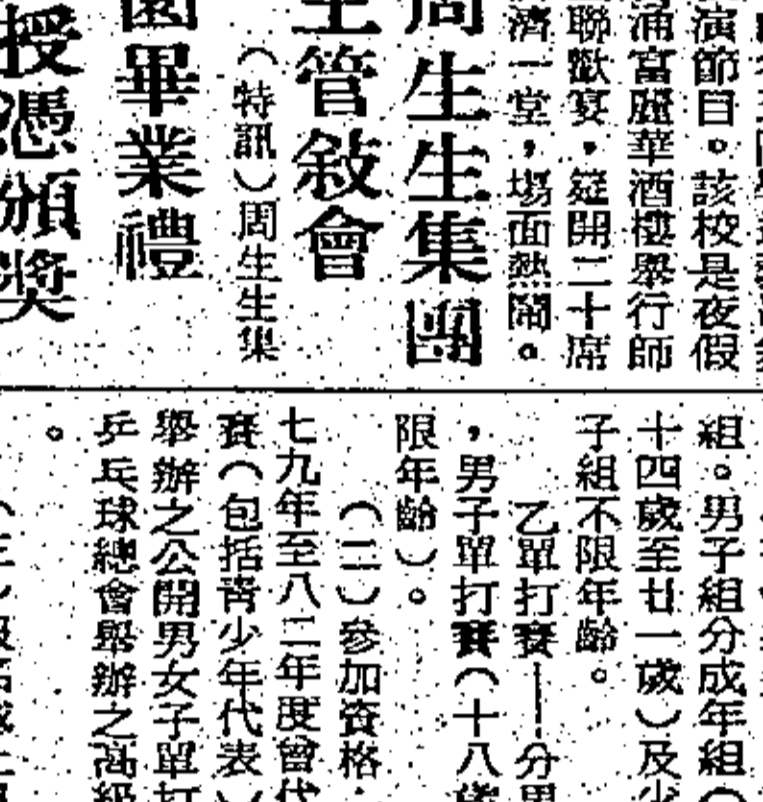 演節目。該校是夜假
浦富麗華酒樓舉行師
聯歡宴，筵開二十席
濟一堂，場面熱鬧。
周生生集團
主管敍會
（特訊）周生生集
園畢業禮
授憑頒獎
組。男子組分成年組（
十四歲至廿一歲）及少
子組不限年齡。
乙單打賽——分男
，男子單打賽（十八歲
限年齡）。
（二）參加資格：
七九年至八二年度曾代
賽（包括青少年代表）
舉辦之公開男女子單打
乒乓球總會舉辦之高級
。